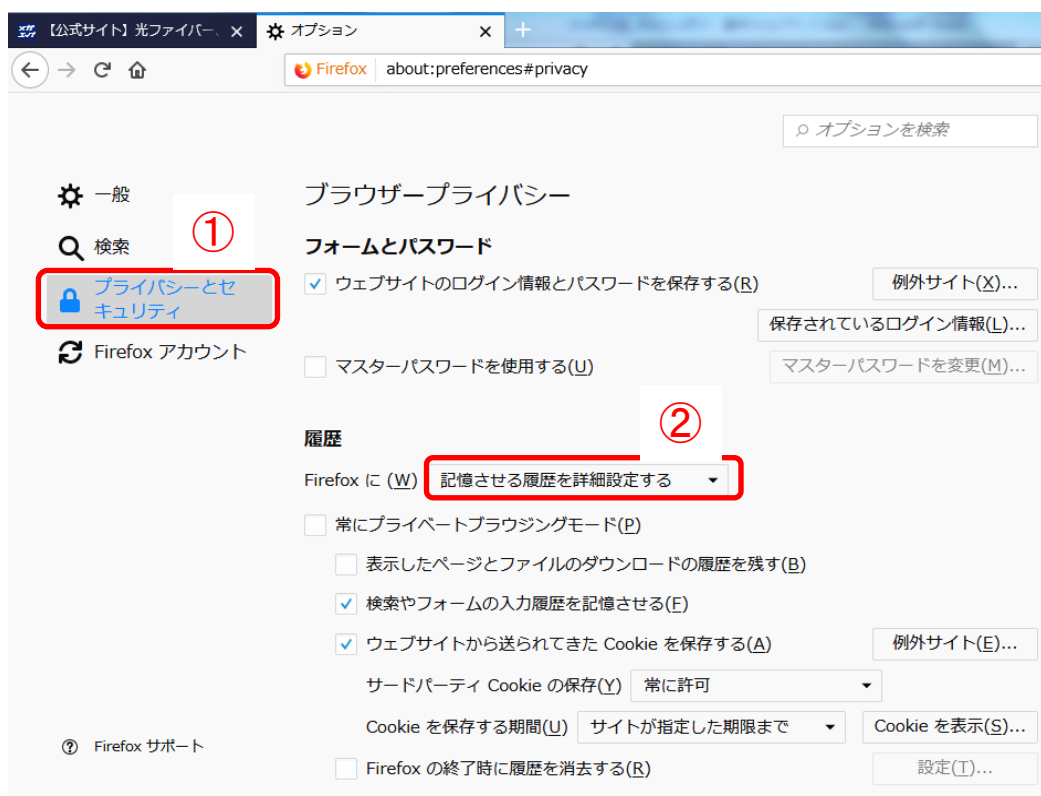 【公式サイト】光ファイバー、
オプション
Firefox about:preferences#privacy
オプションを検索
一般
①
検索
プライバシーとセ
キュリティ
Firefox アカウント
Firefox サポート
ブラウザープライバシー
フォームとパスワード
ウェブサイトのログイン情報とパスワードを保存する(R) 例外サイト(X)...
保存されているログイン情報(L)...
マスターパスワードを使用する(U) マスターパスワードを変更(M)...
②
履歴
Firefox に (W) 記憶させる履歴を詳細設定する
常にプライベートブラウジングモード(P)
表示したページとファイルのダウンロードの履歴を残す(B)
検索やフォームの入力履歴を記憶させる(F)
ウェブサイトから送られてきた Cookie を保存する(A) 例外サイト(E)...
サードパーティ Cookie の保存(Y) 常に許可
Cookie を保存する期間(U) サイトが指定した期限まで Cookie を表示(S)...
Firefox の終了時に履歴を消去する(R) 設定(T)...